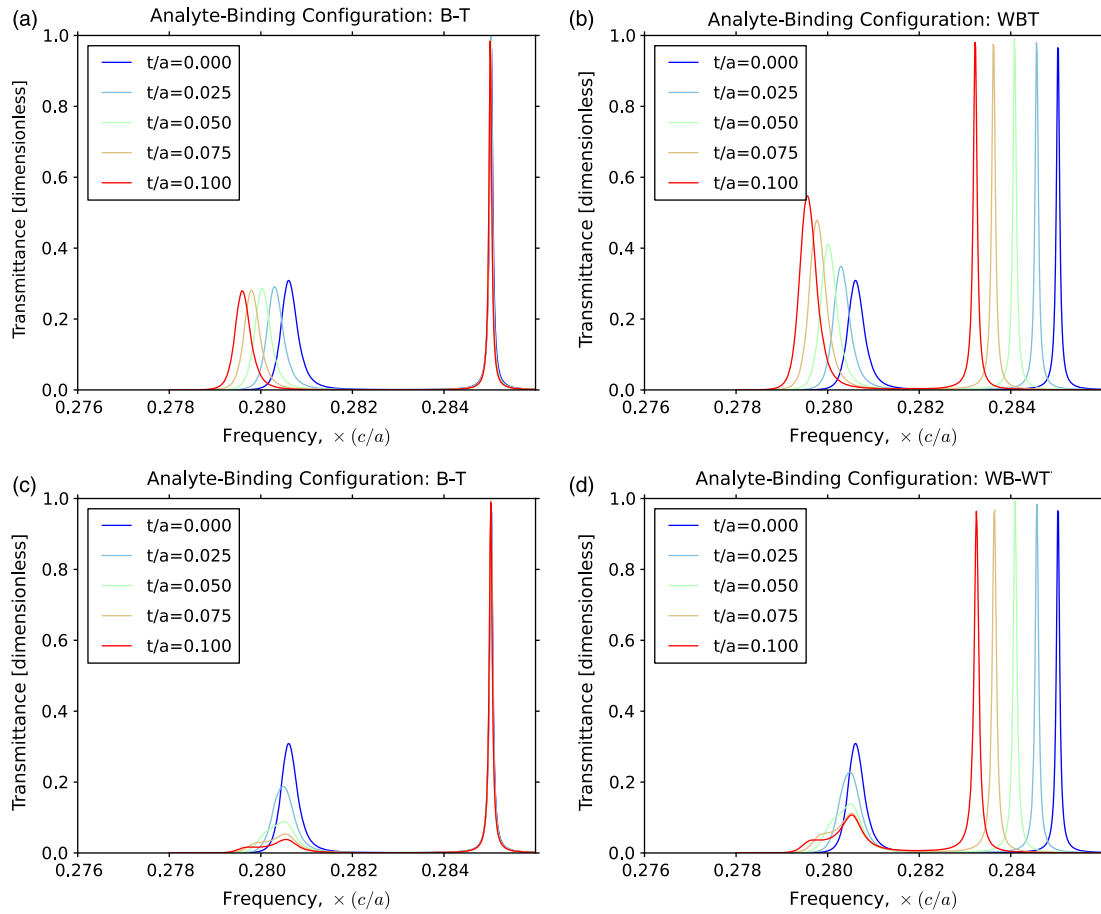 (a)
Analyte-Binding Configuration: B-T
Transmittance [dimensionless]
1.0
0.8
0.6
0.4
0.2
0.0
t/a=0.000
t/a=0.025
t/a=0.050
t/a=0.075
t/a=0.100
0.276 0.278 0.280 0.282 0.284
Frequency, × (c/a)
(b)
Analyte-Binding Configuration: WBT
Transmittance [dimensionless]
1.0
0.8
0.6
0.4
0.2
0.0
t/a=0.000
t/a=0.025
t/a=0.050
t/a=0.075
t/a=0.100
0.276 0.278 0.280 0.282 0.284
Frequency, × (c/a)
(c)
Analyte-Binding Configuration: B-T
Transmittance [dimensionless]
1.0
0.8
0.6
0.4
0.2
0.0
t/a=0.000
t/a=0.025
t/a=0.050
t/a=0.075
t/a=0.100
0.276 0.278 0.280 0.282 0.284
Frequency, × (c/a)
(d)
Analyte-Binding Configuration: WB-WT
Transmittance [dimensionless]
1.0
0.8
0.6
0.4
0.2
0.0
t/a=0.000
t/a=0.025
t/a=0.050
t/a=0.075
t/a=0.100
0.276 0.278 0.280 0.282 0.284
Frequency, × (c/a)